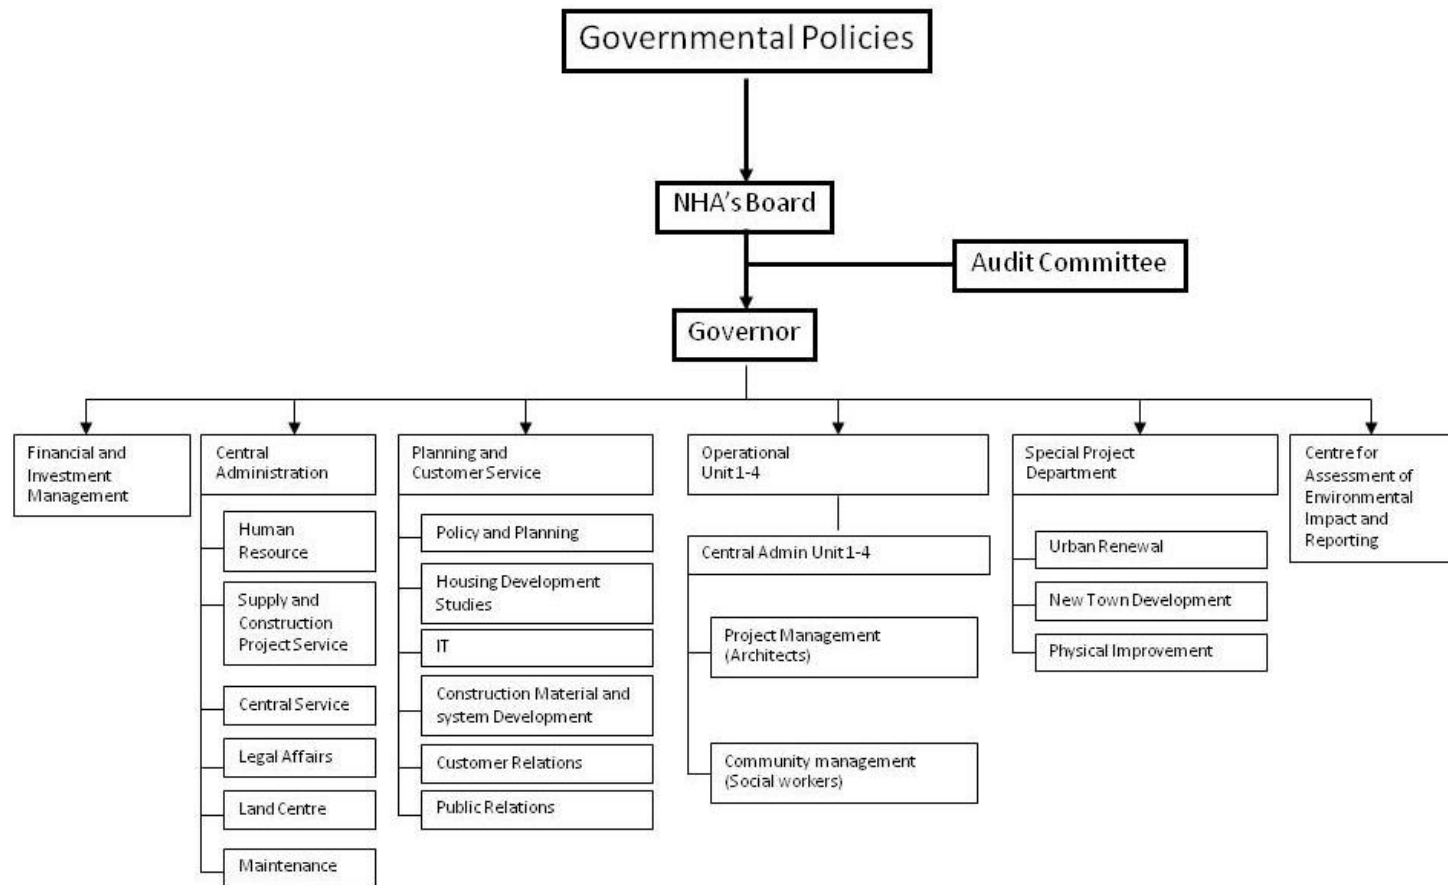 Governmental Policies
NHA's Board
Audit Committee
Governor
Financial and
Investment
Management
Central
Administration
Human
Resource
Supply and
Construction
Project Service
Central Service
Legal Affairs
Land Centre
Maintenance
Planning and
Customer Service
Policy and Planning
Housing Development
Studies
IT
Construction Material and
system Development
Customer Relations
Public Relations
Operational
Unit 1-4
Central Admin Unit 1-4
Project Management
(Architects)
Community management
(Social workers)
Special Project
Department
Urban Renewal
New Town Development
Physical Improvement
Centre for
Assessment of
Environmental
Impact and
Reporting